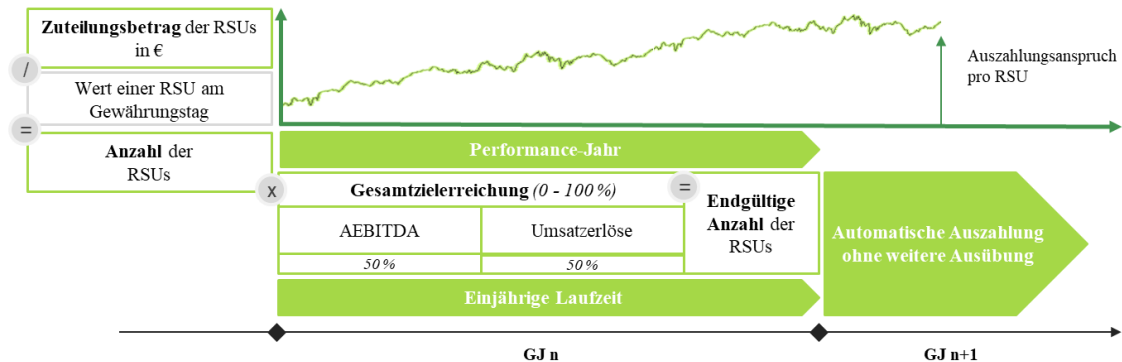 Zuteilungsbetrag der RSUs
in €
/
Wert einer RSU am
Gewährungstag
=
Anzahl der
RSUs
x
Auszahlungsanspruch
pro RSU
Performance-Jahr
Gesamtzielerreichung (0 - 100 %)
=
AEBITDA
Umsatzerlöse
50 %
50 %
Endgültige
Anzahl der
RSUs
Automatische Auszahlung
ohne weitere Ausübung
Einjährige Laufzeit
GJ n
GJ n+1